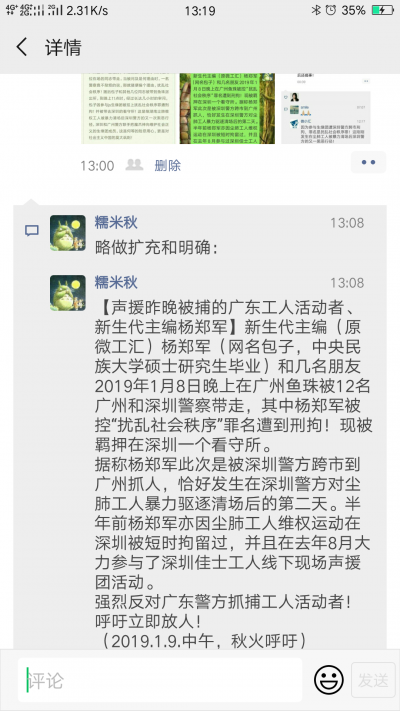 4G+ 4G+ 2G 2.31K/s 13:19 35%
详情
13:00 删除
糯米秋 13:08
略做扩充和明确:
糯米秋 13:08
【声援昨晚被捕的广东工人活动者、
新生代主编杨郑军】新生代主编（原
微工汇）杨郑军（网名包子，中央民
族大学硕士研究生毕业）和几名朋友
2019年1月8日晚上在广州鱼珠被12名
广州和深圳警察带走，其中杨郑军被
控“扰乱社会秩序”罪名遭到刑拘！现被
羁押在深圳一个看守所。
据称杨郑军此次是被深圳警方跨市到
广州抓人，恰好发生在深圳警方对尘
肺工人暴力驱逐清场后的第二天。半
年前杨郑军亦因尘肺工人维权运动在
深圳被短时拘留过，并且在去年8月大
力参与了深圳佳士工人线下现场声援
团活动。
强烈反对广东警方抓捕工人活动者！
呼吁立即放人！
（2019.1.9.中午，秋火呼吁）
评论 发送